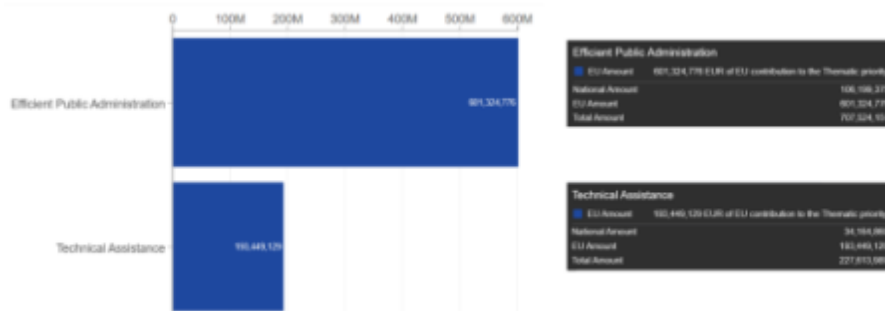 0 100M 200M 300M 400M 500M 600M
Efficient Public Administration
601,324,776
Technical Assistance
193,449,129
Efficient Public Administration
EU Amount 601,324,776 EUR of EU contribution to the Thematic priority
National Amount
EU Amount
Total Amount
Technical Assistance
EU Amount 193,449,129 EUR of EU contribution to the Thematic priority
National Amount
EU Amount
Total Amount